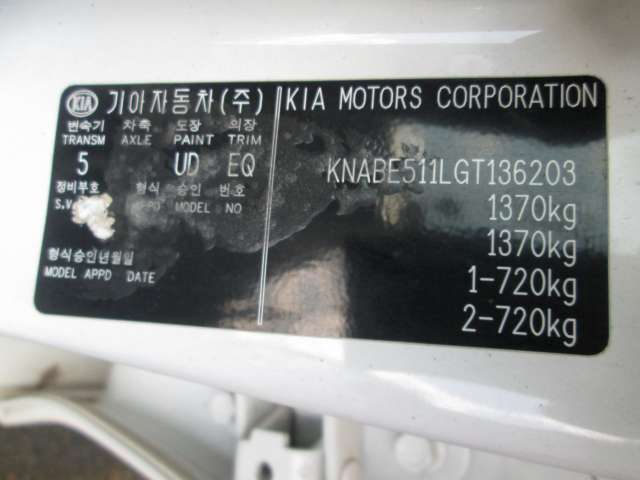 KIA 기아자동차(주)
변속기 차축 도장 의장
TRANSM AXLE PAINT TRIM
5 UD EQ
정비부호 형식 승인 번호
S.V MODEL NO
형식승인년월일
MODEL APPD DATE
KIA MOTORS CORPORATION
KNABE511LGT136203
1370kg
1370kg
1-720kg
2-720kg